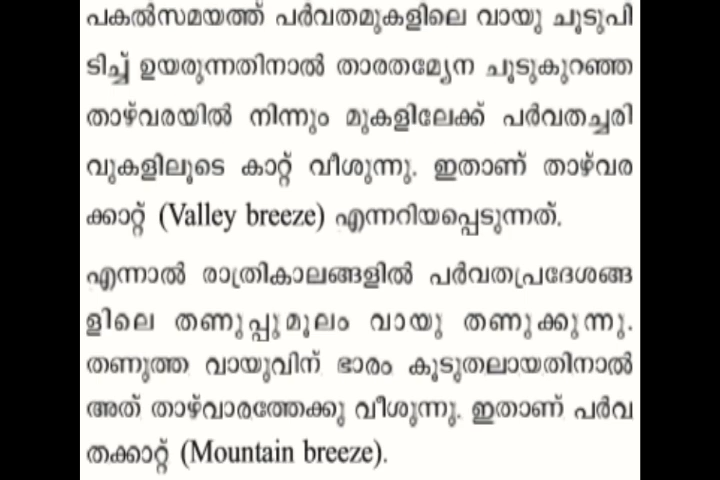 പകൽസമയത്ത് പർവതമുകളിലെ വായു ചൂടുപി
ടിച്ച് ഉയരുന്നതിനാൽ താരതമ്യേന ചൂടുകുറഞ്ഞ
താഴ്‌വരയിൽ നിന്നും മുകളിലേക്ക് പർവതച്ചരി
വുകളിലൂടെ കാറ്റ് വീശുന്നു. ഇതാണ് താഴ്‌വര
ക്കാറ്റ് (Valley breeze) എന്നറിയപ്പെടുന്നത്.
എന്നാൽ രാത്രികാലങ്ങളിൽ പർവതപ്രദേശങ്ങ
ളിലെ തണുപ്പുമൂലം വായു തണുക്കുന്നു.
തണുത്ത വായുവിന് ഭാരം കൂടുതലായതിനാൽ
അത് താഴ്‌വാരത്തേക്കു വീശുന്നു. ഇതാണ് പർവ
തക്കാറ്റ് (Mountain breeze).